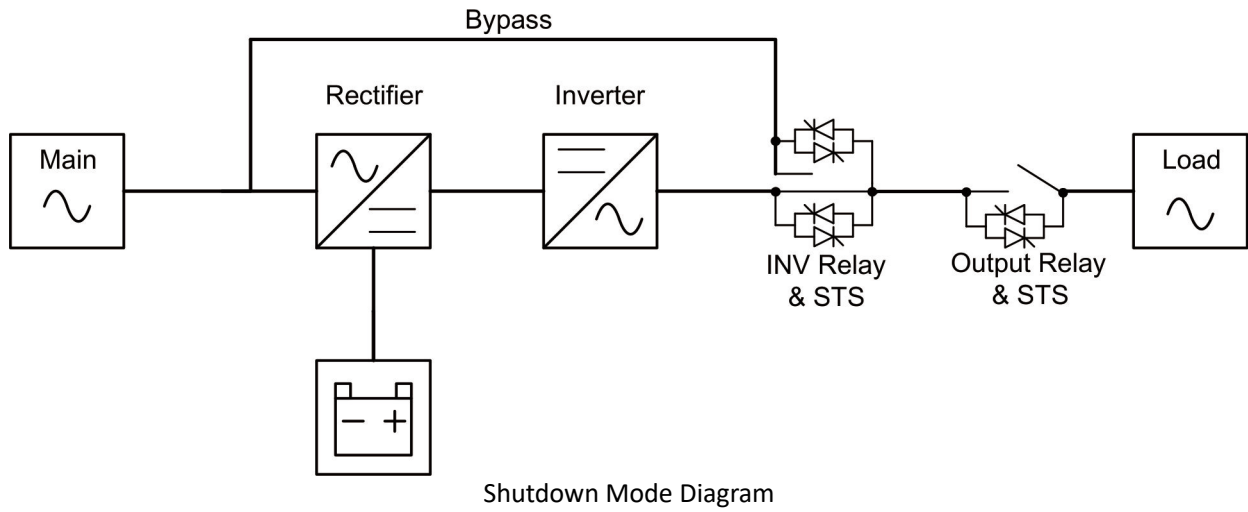 Bypass
Rectifier
Inverter
Main
Load
INV Relay
& STS
Output Relay
& STS
− +
Shutdown Mode Diagram